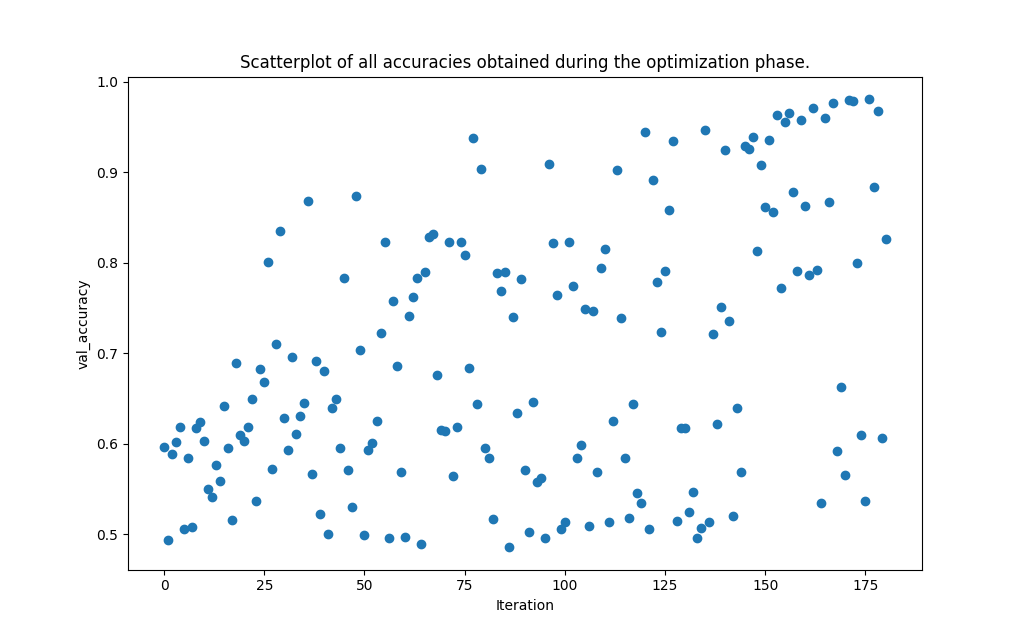 Scatterplot of all accuracies obtained during the optimization phase.
1.0
0.9
0.8
0.7
0.6
0.5
val_accuracy
0 25 50 75 100 125 150 175
Iteration